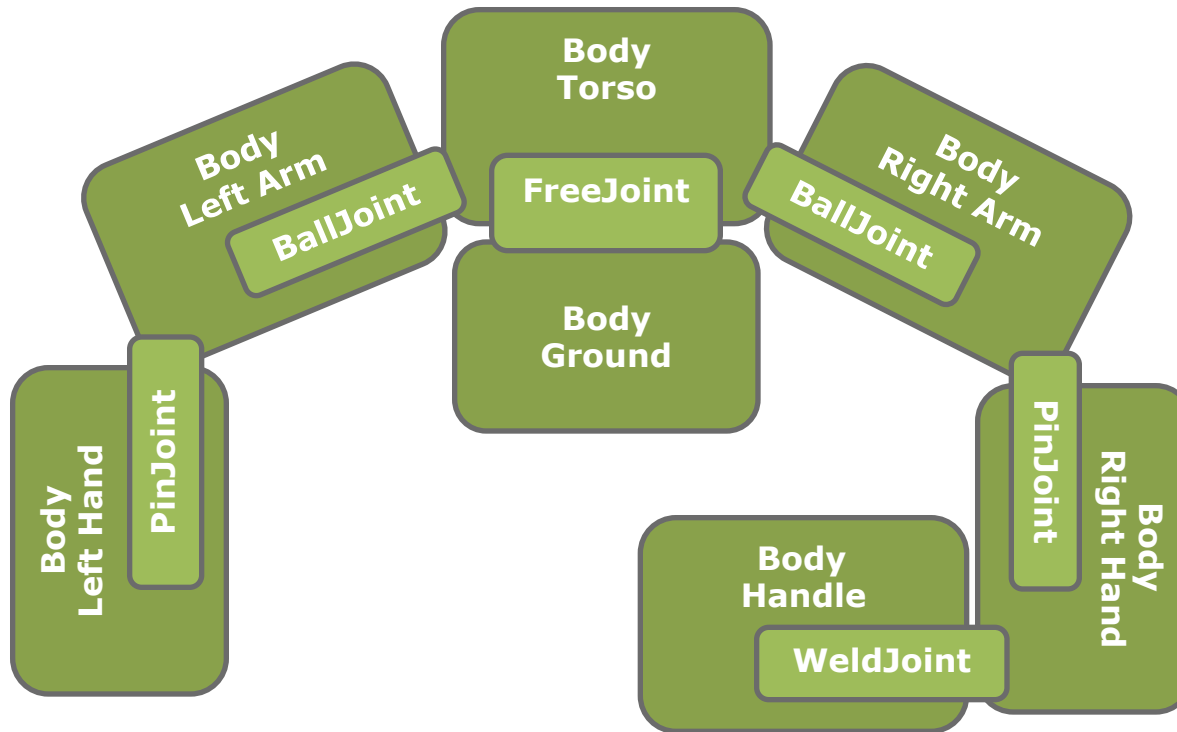 Body
Torso
FreeJoint
Body
Left Arm
BallJoint
Body
Right Arm
BallJoint
Body
Ground
PinJoint
Body
Left Hand
PinJoint
Body
Right Hand
Body
Handle
WeldJoint